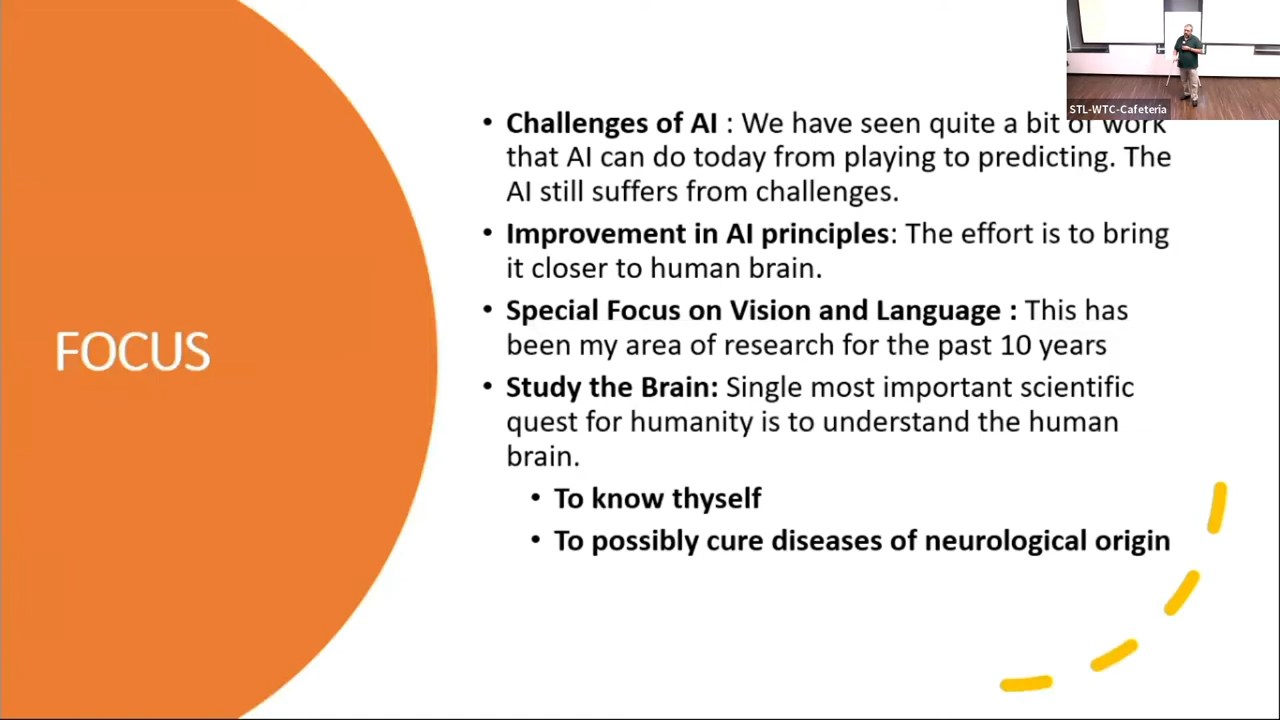 STL-WTC-Cafeteria
FOCUS
• Challenges of AI : We have seen quite a bit of work
that AI can do today from playing to predicting. The
AI still suffers from challenges.
• Improvement in AI principles: The effort is to bring
it closer to human brain.
• Special Focus on Vision and Language : This has
been my area of research for the past 10 years
• Study the Brain: Single most important scientific
quest for humanity is to understand the human
brain.
• To know thyself
• To possibly cure diseases of neurological origin